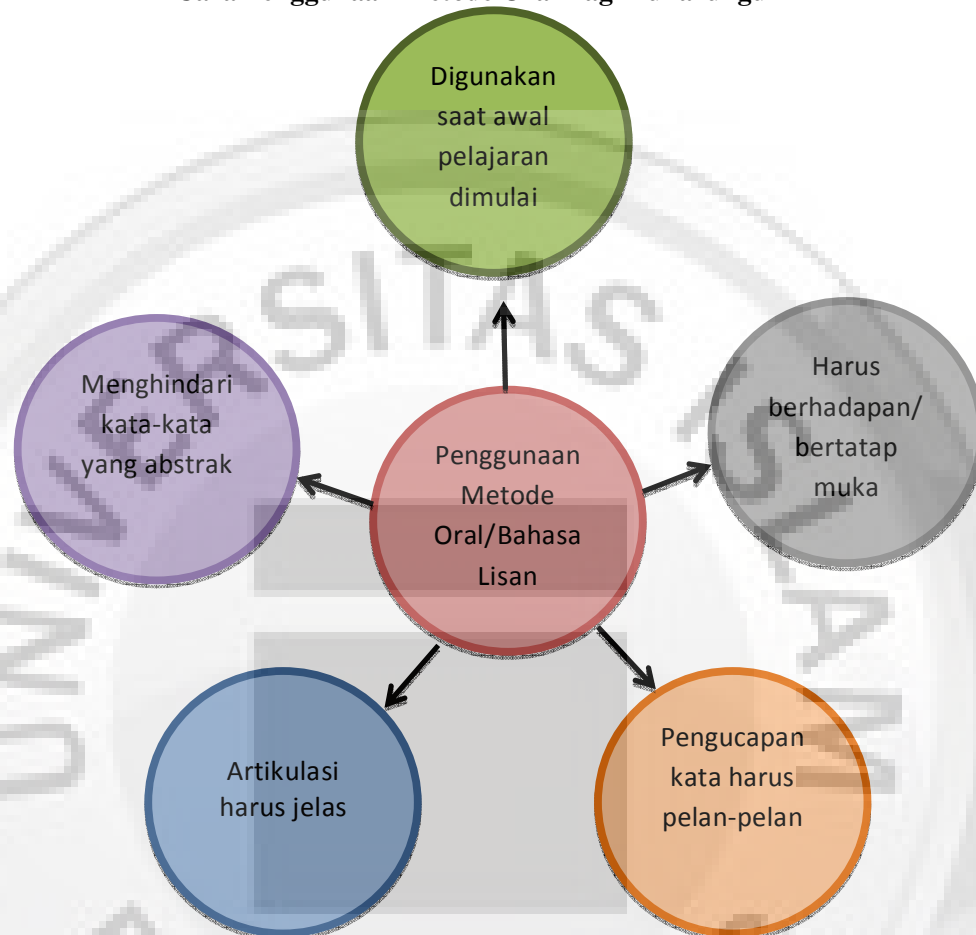 Digunakan
saat awal
pelajaran
dimulai
Harus
berhadapan/
bertatap
muka
Menghindari
kata-kata
yang abstrak
Penggunaan
Metode
Oral/Bahasa
Lisan
Artikulasi
harus jelas
Pengucapan
kata harus
pelan-pelan